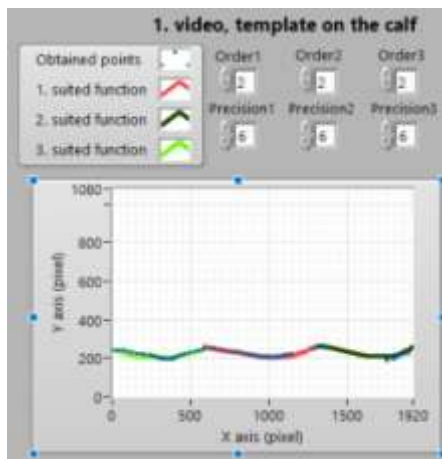 1. video, template on the calf
Obtained points
1. suited function
2. suited function
3. suited function
Order1 Order2 Order3
2 2 2
Precision1 Precision2 Precision3
6 6 6
Y axis (pixel)
1080
800
600
400
200
0
0 500 1000 1500 1920
X axis (pixel)